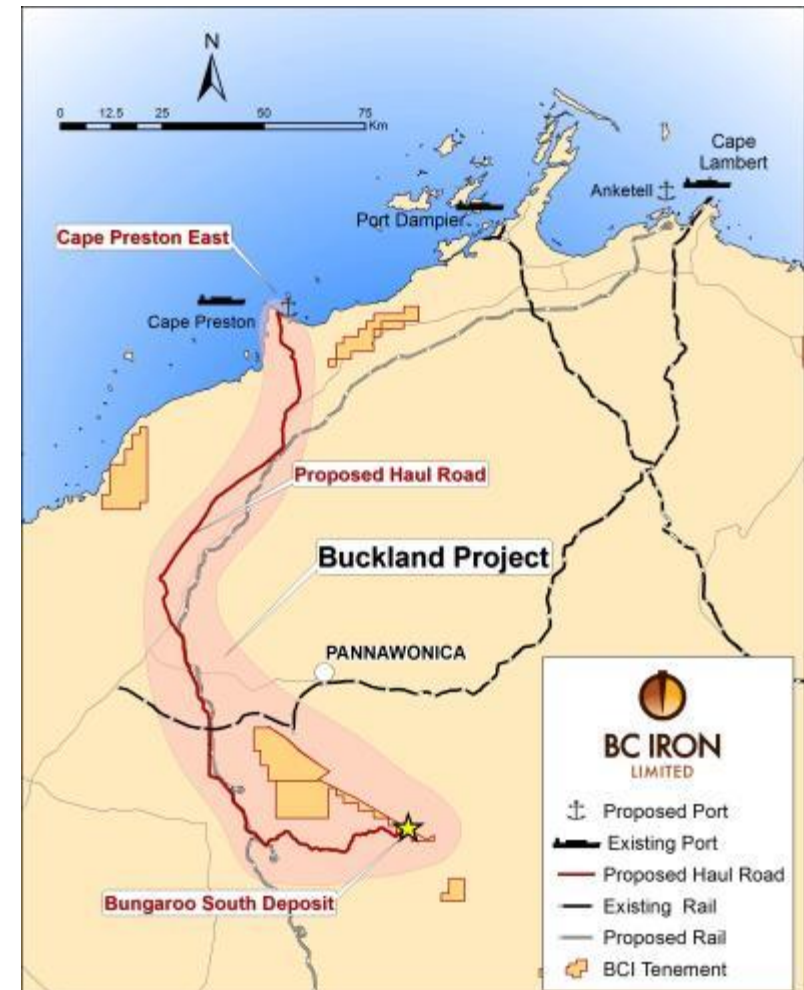 N
0 12.5 25 50 75
Km
Cape
Lambert
Anketell
Port Dampier
Cape Preston East
Cape Preston
Proposed Haul Road
Buckland Project
PANNAWONICA
BC IRON
LIMITED
Proposed Port
Existing Port
Proposed Haul Road
Existing Rail
Proposed Rail
BCI Tenement
Bungaroo South Deposit